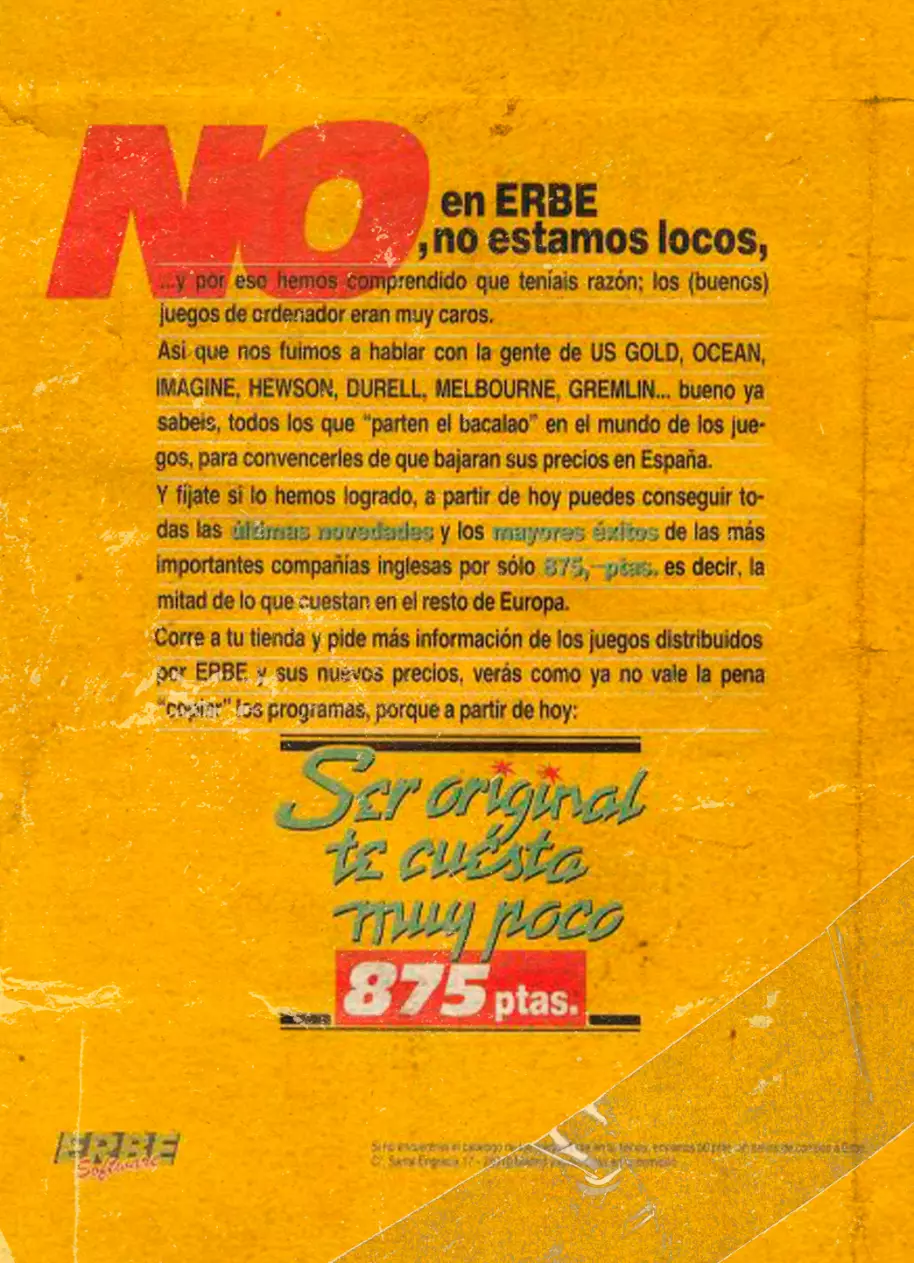 NO, en ERBE
no estamos locos,
...y por eso hemos comprendido que teniais razón; los (buenos)
juegos de ordenador eran muy caros.
Asi que nos fuimos a hablar con la gente de US GOLD, OCEAN,
IMAGINE, HEWSON, DURELL, MELBOURNE, GREMLIN... bueno ya
sabeis, todos los que "parten el bacalao" en el mundo de los jue-
gos, para convencerles de que bajaran sus precios en España.
Y fijate si lo hemos logrado, a partir de hoy puedes conseguir to-
das las últimas novedades y los mayores éxitos de las más
importantes compañias inglesas por sólo 875,-ptas. es decir, la
mitad de lo que cuestan en el resto de Europa.
Corre a tu tienda y pide más información de los juegos distribuidos
por ERBE y sus nuevos precios, verás como ya no vale la pena
"copiar" los programas, porque a partir de hoy:
Ser original
te cuesta
muy poco
875 ptas.
ERBE
Software